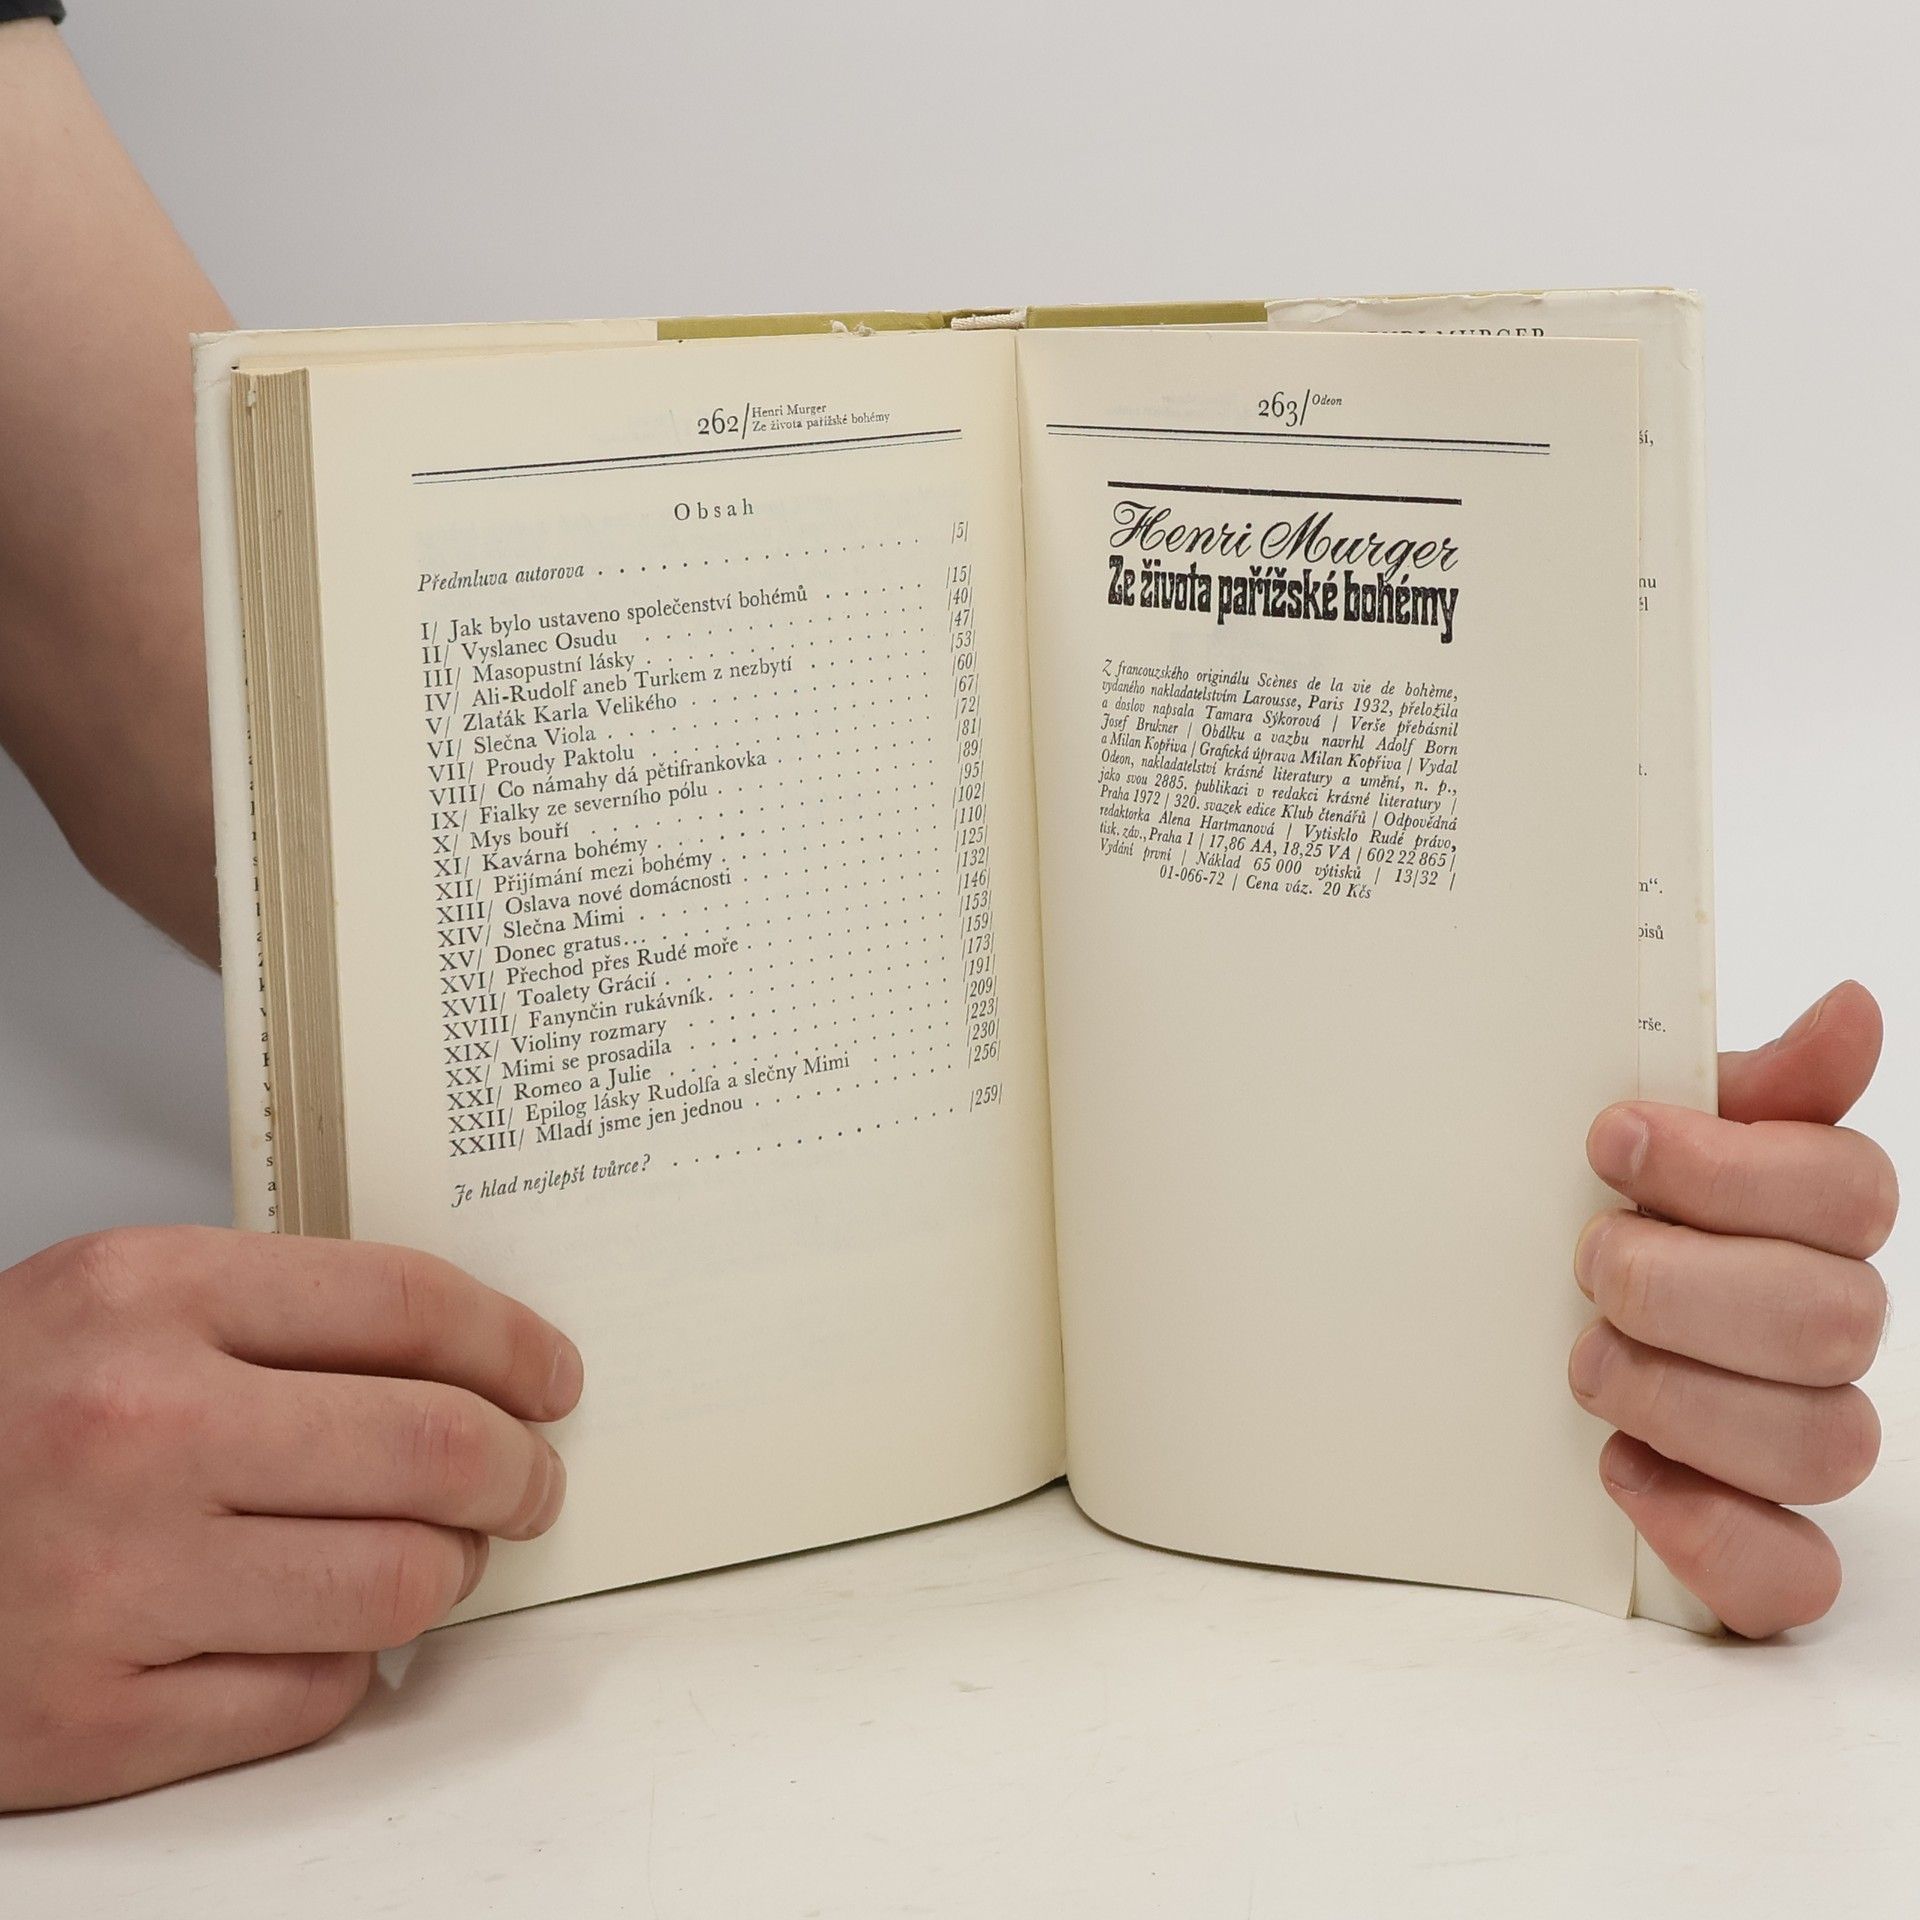 262/ Henri Murger
Ze života pařížské bohémy
Obsah
Předmluva autorova . . . . . . . . . . . . . . . |5|
I/ Jak bylo ustaveno společenství bohémů . . . . . . |15|
II/ Vyslanec Osudu . . . . . . . . . . . . . . |40|
III/ Masopustní lásky . . . . . . . . . . . . . . |47|
IV/ Ali-Rudolf aneb Turkem z nezbytí . . . . . . |53|
V/ Zlaťák Karla Velikého . . . . . . . . . . . . |60|
VI/ Slečna Viola . . . . . . . . . . . . . . . |67|
VII/ Proudy Paktolu . . . . . . . . . . . . . . |72|
VIII/ Co námahy dá pětifrankovka . . . . . . . . |81|
IX/ Fialky ze severního pólu . . . . . . . . . . . |89|
X/ Mys bouří . . . . . . . . . . . . . . . . |95|
XI/ Kavárna bohémy . . . . . . . . . . . . . . |102|
XII/ Přijímání mezi bohémy . . . . . . . . . . . |110|
XIII/ Oslava nové domácnosti . . . . . . . . . . |125|
XIV/ Slečna Mimi . . . . . . . . . . . . . . . |132|
XV/ Donec gratus... . . . . . . . . . . . . . . |146|
XVI/ Přechod přes Rudé moře . . . . . . . . . . |153|
XVII/ Toalety Grácií . . . . . . . . . . . . . . |159|
XVIII/ Fanynčin rukávník. . . . . . . . . . . . |173|
XIX/ Violiny rozmary . . . . . . . . . . . . . |191|
XX/ Mimi se prosadila . . . . . . . . . . . . . |209|
XXI/ Romeo a Julie . . . . . . . . . . . . . . |223|
XXII/ Epilog lásky Rudolfa a slečny Mimi . . . . . |230|
XXIII/ Mladí jsme jen jednou . . . . . . . . . . |256|
Je hlad nejlepší tvůrce? . . . . . . . . . . . . . |259|
263/ Odeon
Henri Murger
Ze života pařížské bohémy
Z francouzského originálu Scènes de la vie de bohème,
vydaného nakladatelstvím Larousse, Paris 1932, přeložila
a doslov napsala Tamara Sýkorová | Verše přebásnil
Josef Brukner | Obálku a vazbu navrhl Adolf Born
a Milan Kopřiva | Grafická úprava Milan Kopřiva | Vydal
Odeon, nakladatelství krásné literatury a umění, n. p.,
jako svou 2885. publikaci v redakci krásné literatury |
Praha 1972 | 320. svazek edice Klub čtenářů | Odpovědná
redaktorka Alena Hartmanová | Vytisklo Rudé právo,
tisk. záv., Praha 1 | 17,86 AA, 18,25 VA | 602 22 865 |
Vydání první | Náklad 65 000 výtisků | 13/32 |
01-066-72 | Cena váz. 20 Kčs
MURGER